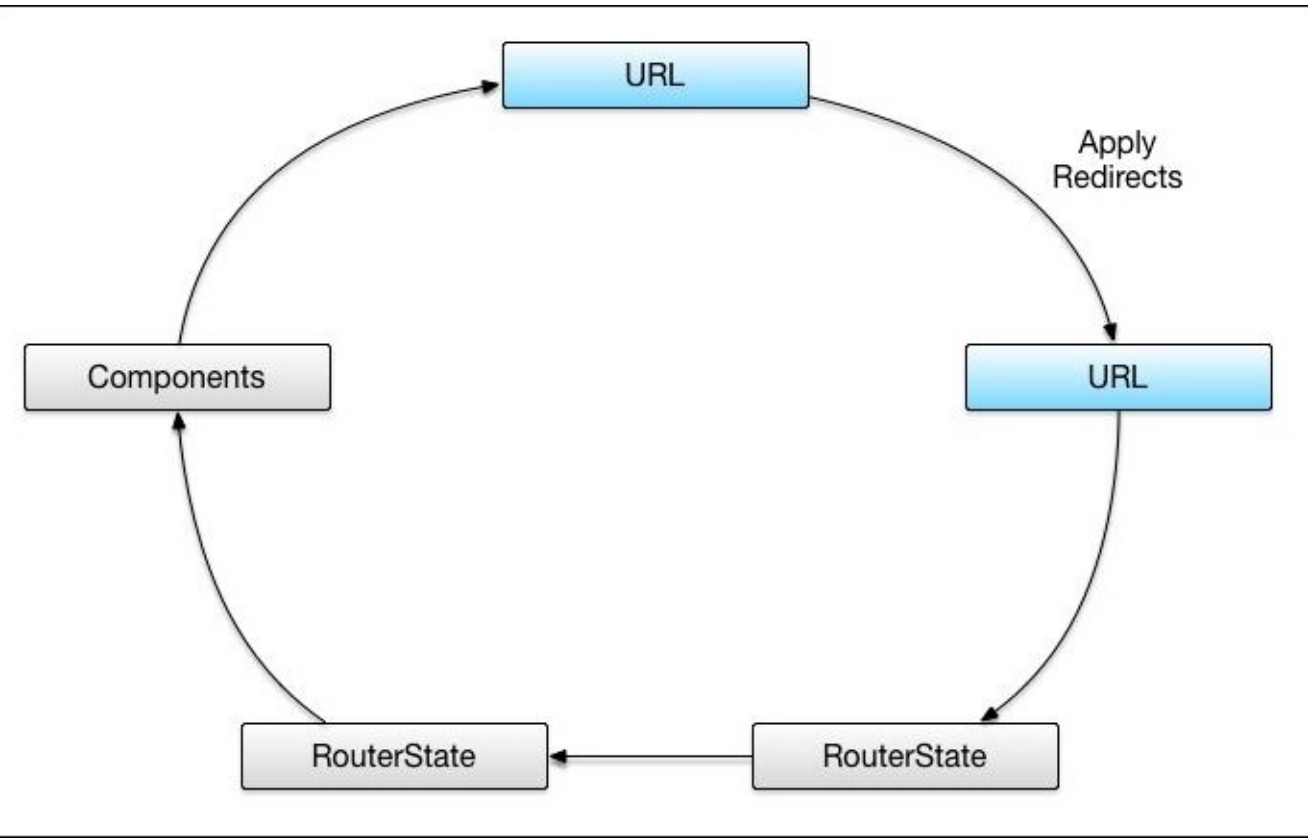 URL
Apply
Redirects
Components
URL
RouterState
RouterState